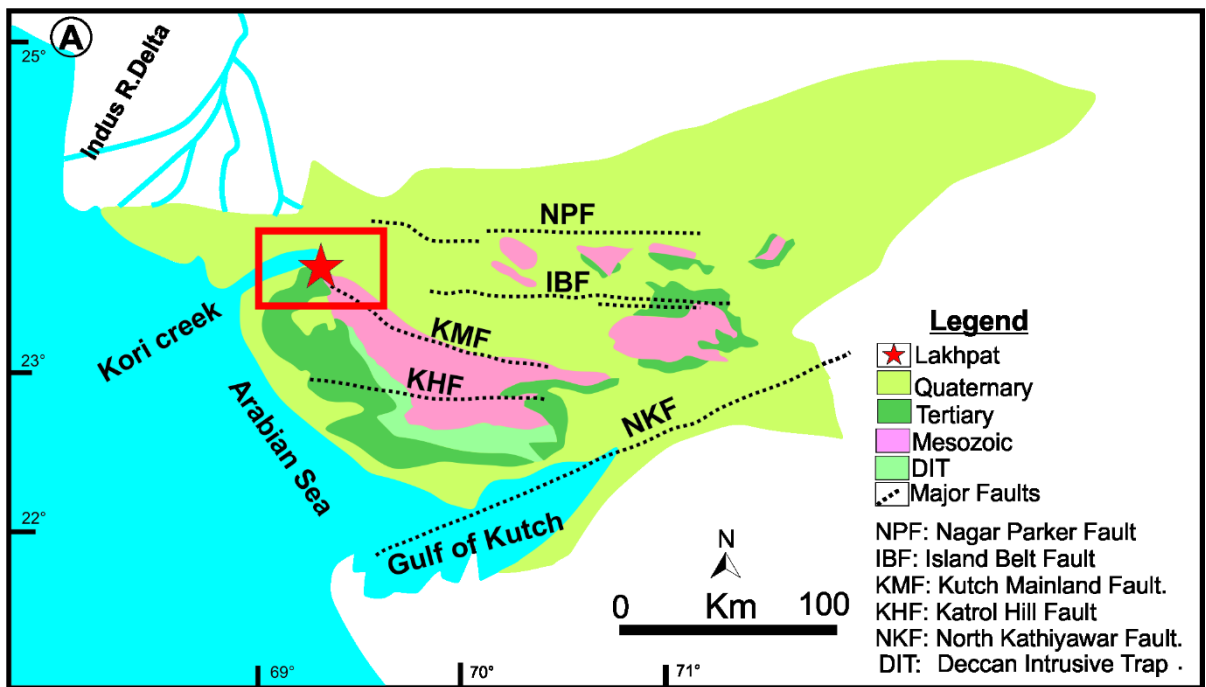 A
25°
Indus R.Delta
NPF
IBF
Kori creek
KMF
23°
KHF
Arabian Sea
NKF
22°
Gulf of Kutch
N
0 Km 100
69° 70° 71°
Legend
Lakhpat
Quaternary
Tertiary
Mesozoic
DIT
Major Faults
NPF: Nagar Parker Fault
IBF: Island Belt Fault
KMF: Kutch Mainland Fault.
KHF: Katrol Hill Fault
NKF: North Kathiyawar Fault.
DIT: Deccan Intrusive Trap .